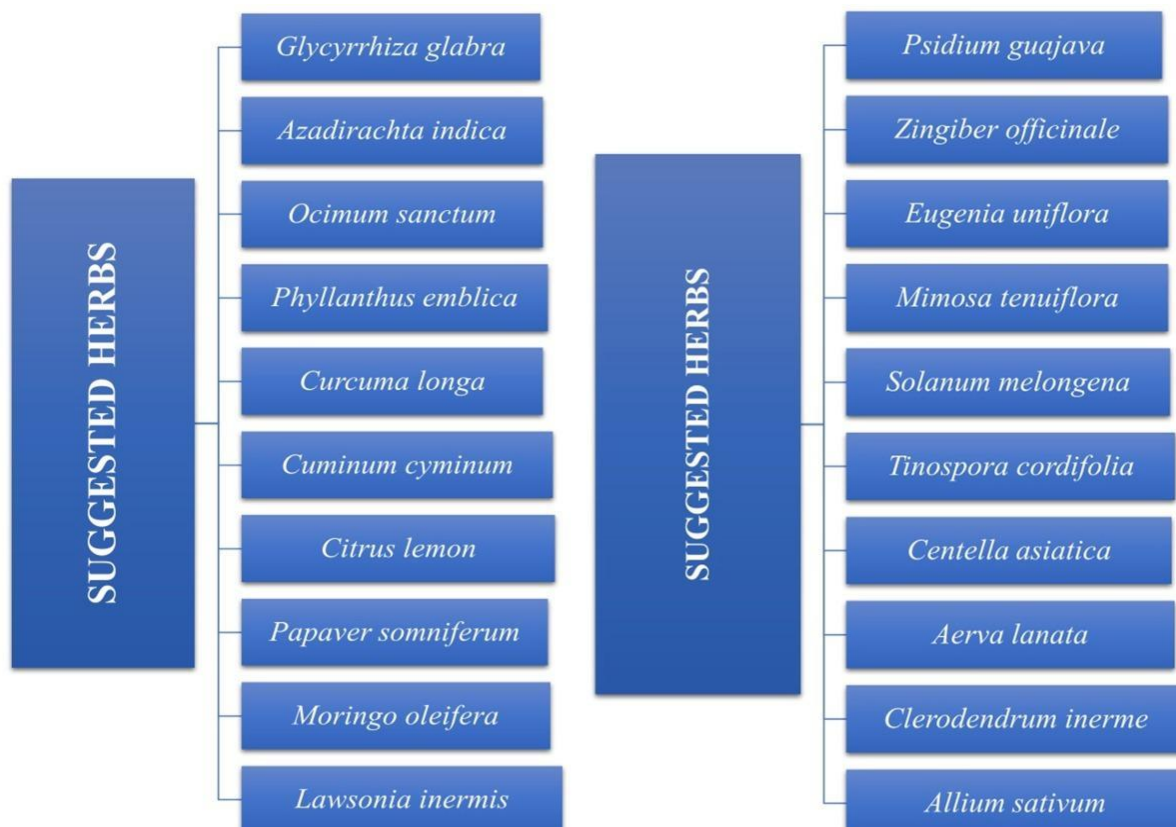 SUGGESTED HERBS
Glycyrrhiza glabra
Azadirachta indica
Ocimum sanctum
Phyllanthus emblica
Curcuma longa
Cuminum cyminum
Citrus lemon
Papaver somniferum
Moringo oleifera
Lawsonia inermis
SUGGESTED HERBS
Psidium guajava
Zingiber officinale
Eugenia uniflora
Mimosa tenuiflora
Solanum melongena
Tinospora cordifolia
Centella asiatica
Aerva lanata
Clerodendrum inerme
Allium sativum